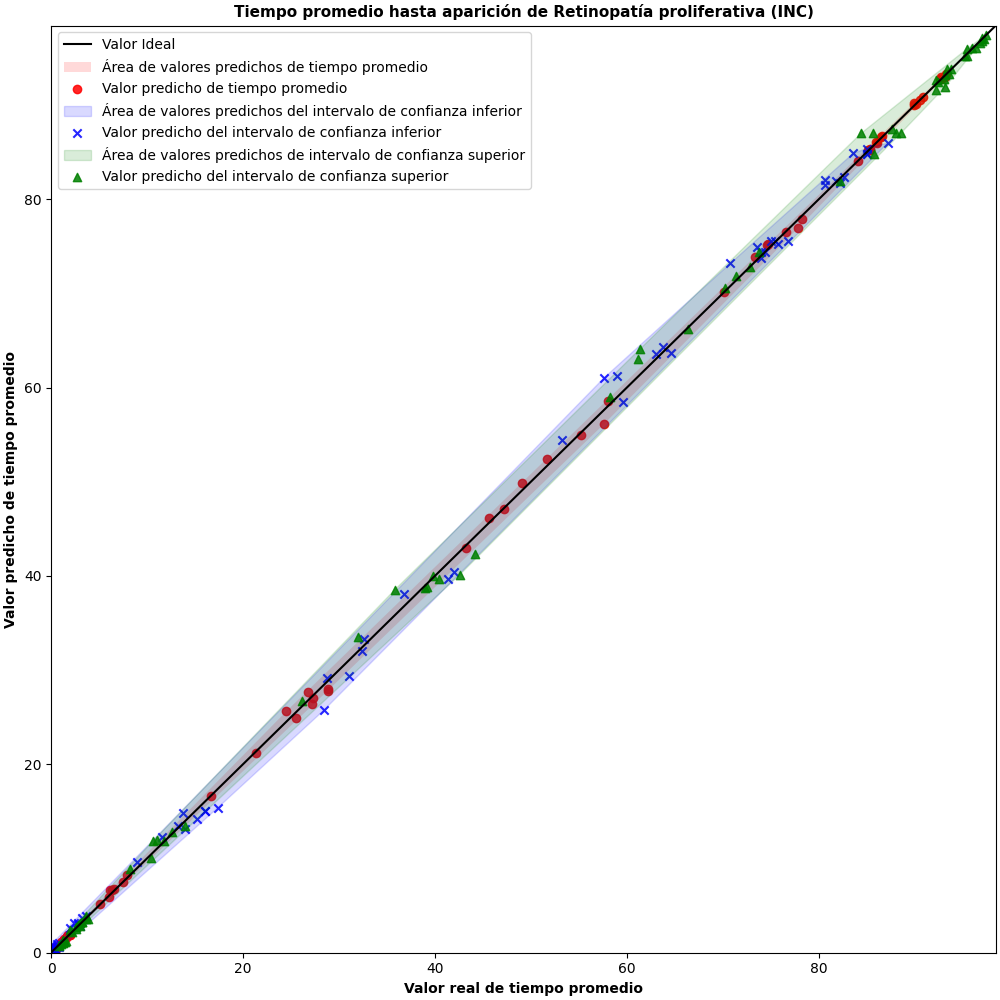 Tiempo promedio hasta aparición de Retinopatía proliferativa (INC)
Valor Ideal
Área de valores predichos de tiempo promedio
Valor predicho de tiempo promedio
Área de valores predichos del intervalo de confianza inferior
Valor predicho del intervalo de confianza inferior
Área de valores predichos de intervalo de confianza superior
Valor predicho del intervalo de confianza superior
Valor predicho de tiempo promedio
80
60
40
20
0
0 20 40 60 80
Valor real de tiempo promedio